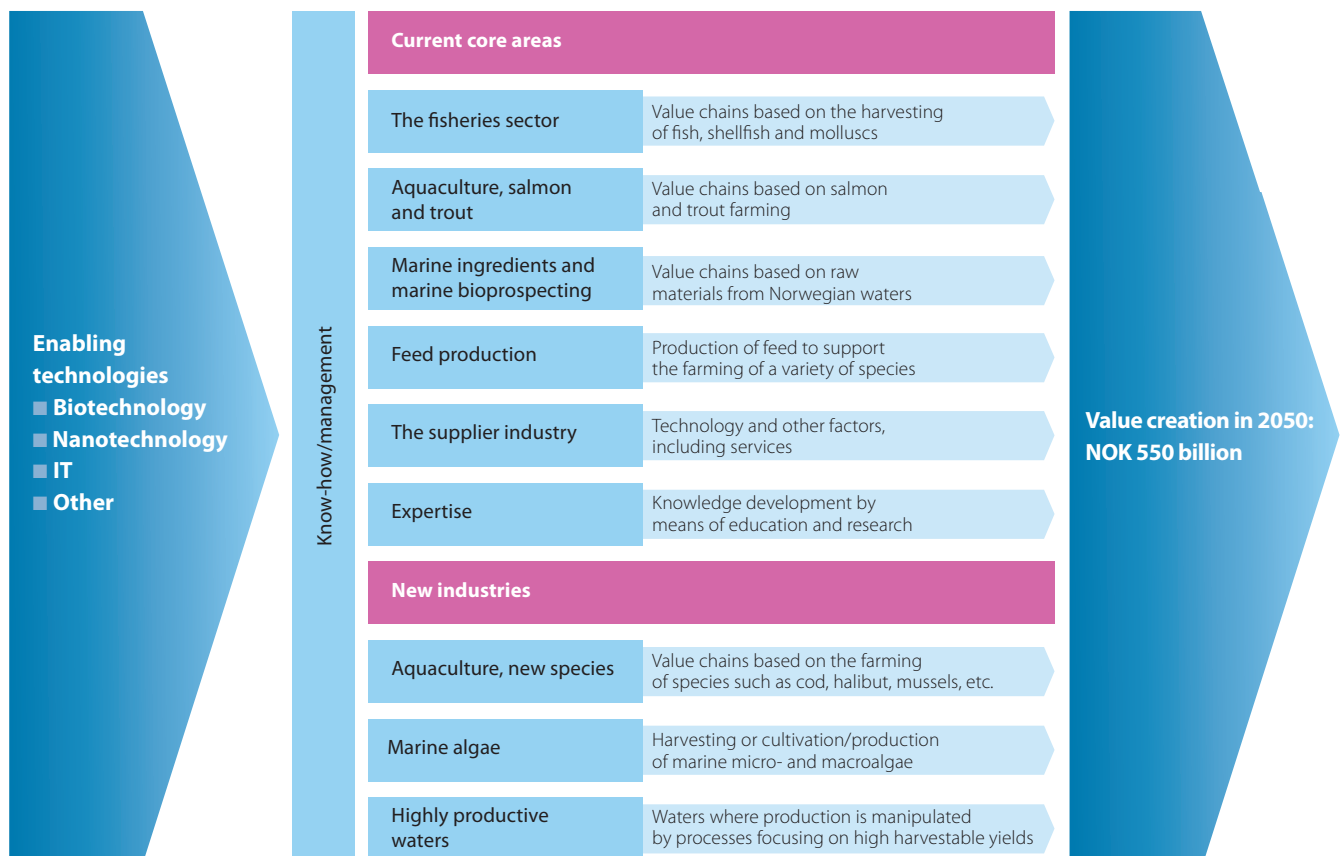 Enabling
technologies
■ Biotechnology
■ Nanotechnology
■ IT
■ Other
Know-how/management
Current core areas
The fisheries sector
Value chains based on the harvesting
of fish, shellfish and molluscs
Aquaculture, salmon
and trout
Value chains based on salmon
and trout farming
Marine ingredients and
marine bioprospecting
Value chains based on raw
materials from Norwegian waters
Feed production
Production of feed to support
the farming of a variety of species
The supplier industry
Technology and other factors,
including services
Expertise
Knowledge development by
means of education and research
New industries
Aquaculture, new species
Value chains based on the farming
of species such as cod, halibut, mussels, etc.
Marine algae
Harvesting or cultivation/production
of marine micro- and macroalgae
Highly productive
waters
Waters where production is manipulated
by processes focusing on high harvestable yields
Value creation in 2050:
NOK 550 billion